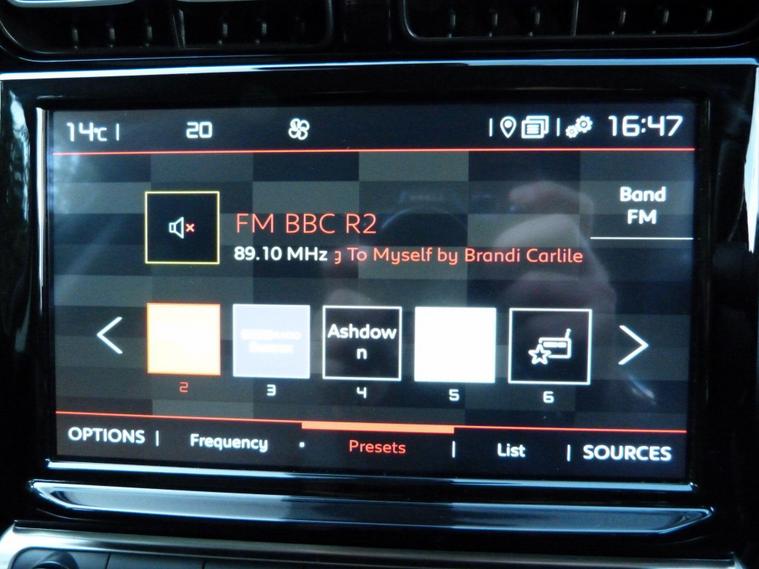 14°C 20 16:47
Band
FM
FM BBC R2
89.10 MHz g To Myself by Brandi Carlile
Ashdow
n
2 3 4 5 6
OPTIONS Frequency Presets List SOURCES